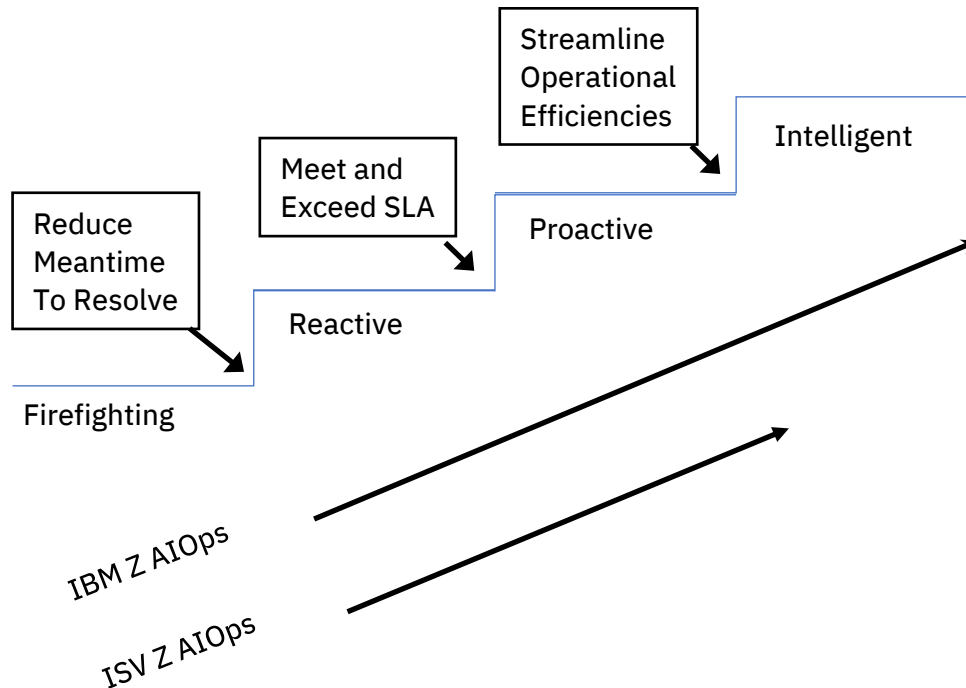 Streamline
Operational
Efficiencies
Intelligent
Meet and
Exceed SLA
Proactive
Reduce
Meantime
To Resolve
Reactive
Firefighting
IBM Z AIOps
ISV Z AIOps